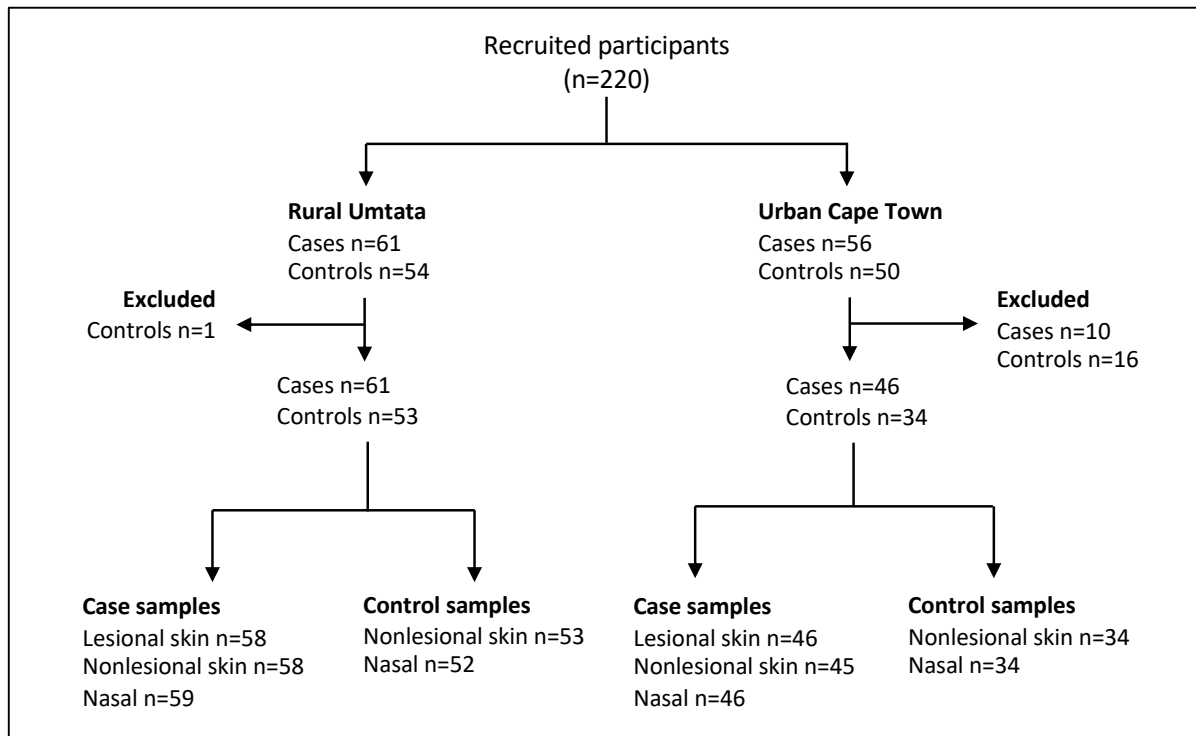 Recruited participants
(n=220)
Rural Umtata
Cases n=61
Controls n=54
Urban Cape Town
Cases n=56
Controls n=50
Excluded
Controls n=1
Excluded
Cases n=10
Controls n=16
Cases n=61
Controls n=53
Cases n=46
Controls n=34
Case samples
Lesional skin n=58
Nonlesional skin n=58
Nasal n=59
Control samples
Nonlesional skin n=53
Nasal n=52
Case samples
Lesional skin n=46
Nonlesional skin n=45
Nasal n=46
Control samples
Nonlesional skin n=34
Nasal n=34